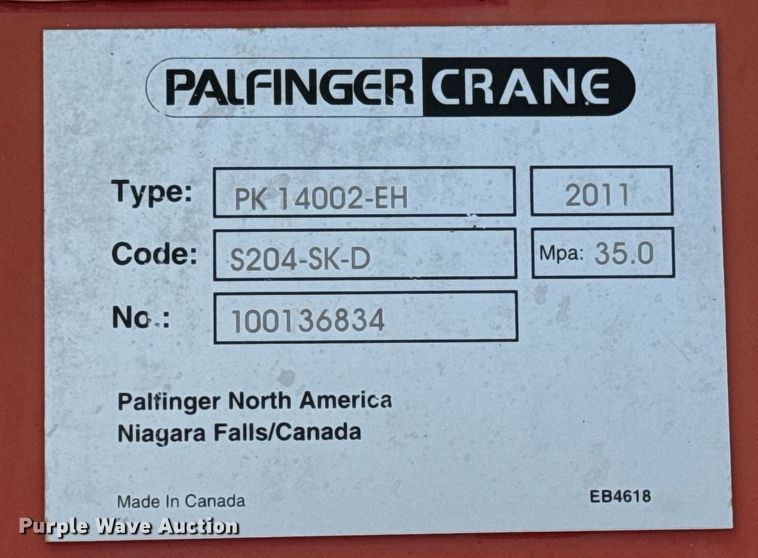 PALFINGER CRANE
Type: PK 14002-EH 2011
Code: S204-SK-D Mpa: 35.0
No.: 100136834
Palfinger North America
Niagara Falls/Canada
Made In Canada EB4618
Purple Wave Auction